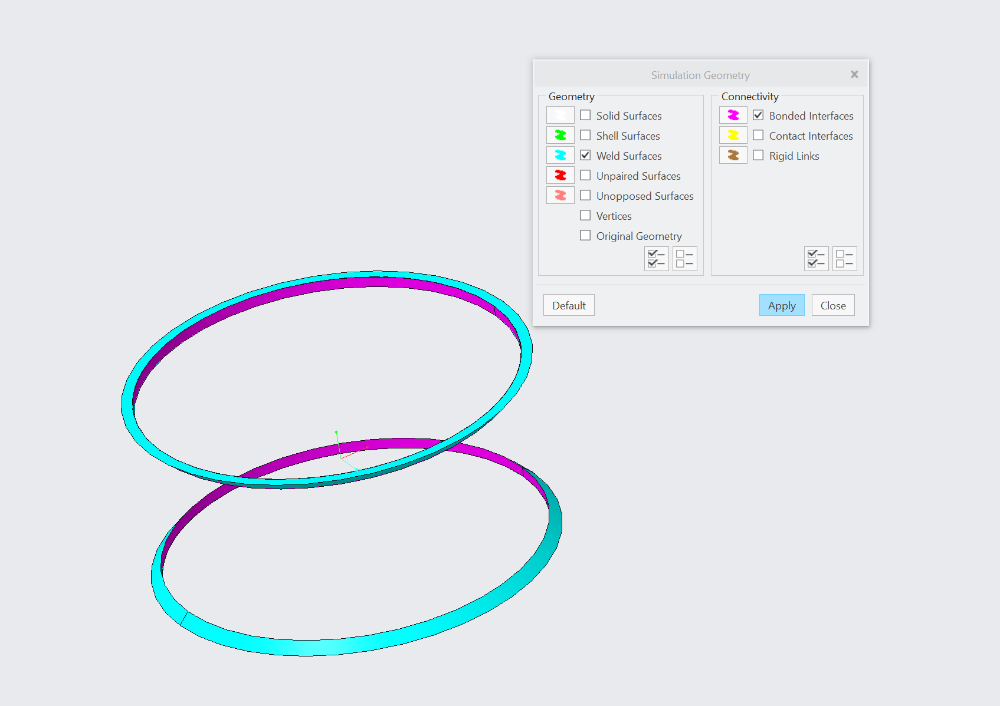 Simulation Geometry
Geometry
Solid Surfaces
Shell Surfaces
Weld Surfaces
Unpaired Surfaces
Unopposed Surfaces
Vertices
Original Geometry
Connectivity
Bonded Interfaces
Contact Interfaces
Rigid Links
Default
Apply
Close